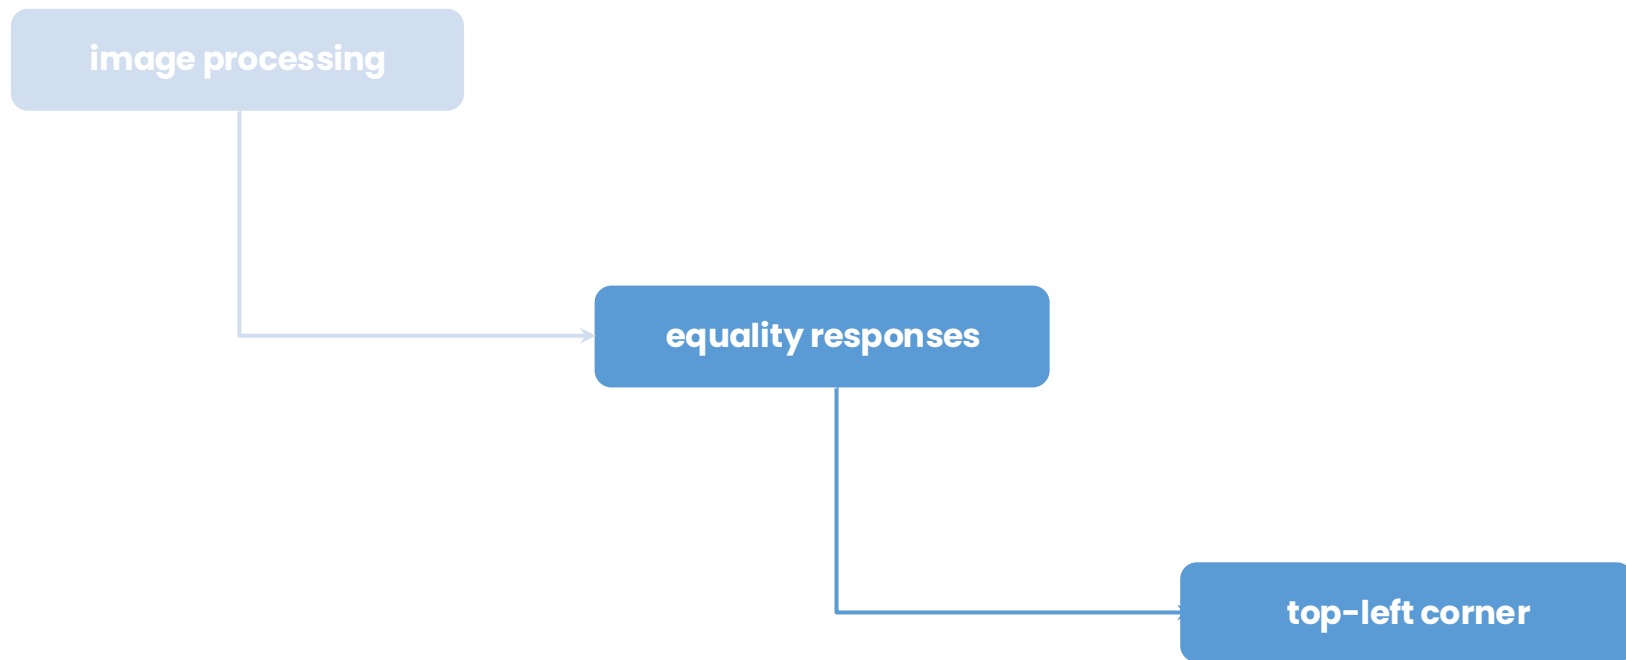 image processing
equality responses
top-left corner